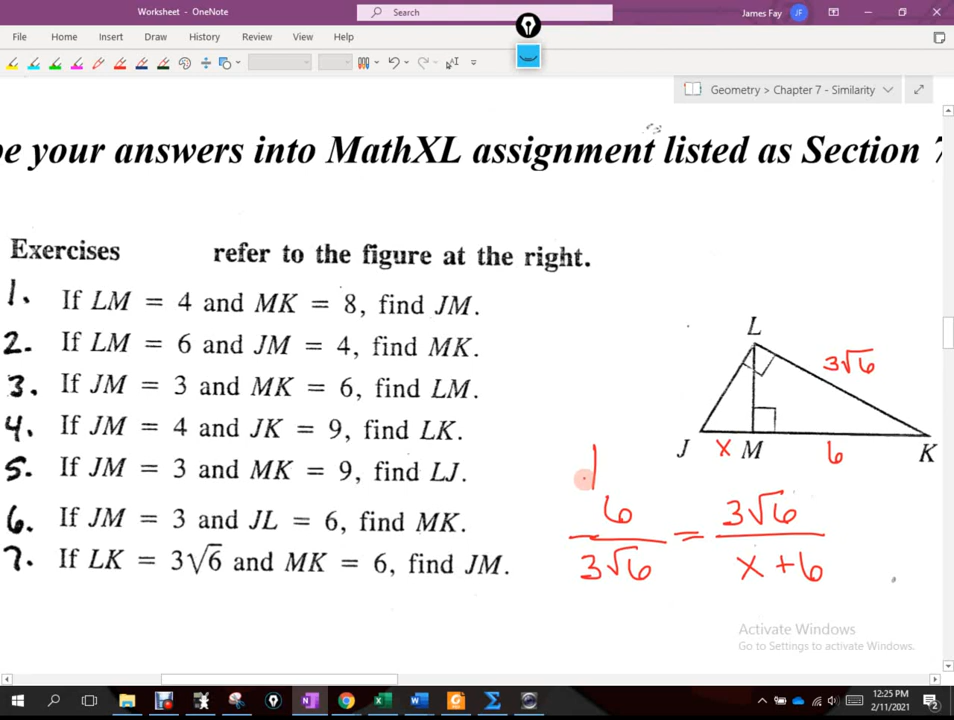 Worksheet - OneNote
Search
James Fay JF
File Home Insert Draw History Review View Help
Geometry > Chapter 7 - Similarity
be your answers into MathXL assignment listed as Section 7
Exercises refer to the figure at the right.
1. If LM = 4 and MK = 8, find JM.
2. If LM = 6 and JM = 4, find MK.
3. If JM = 3 and MK = 6, find LM.
4. If JM = 4 and JK = 9, find LK.
5. If JM = 3 and MK = 9, find LJ.
6. If JM = 3 and JL = 6, find MK.
7. If LK = 3√6 and MK = 6, find JM.
L
3√6
J x M 6 K
6/3√6 = 3√6/x + 6
Activate Windows
Go to Settings to activate Windows.
12:25 PM
2/11/2021
2